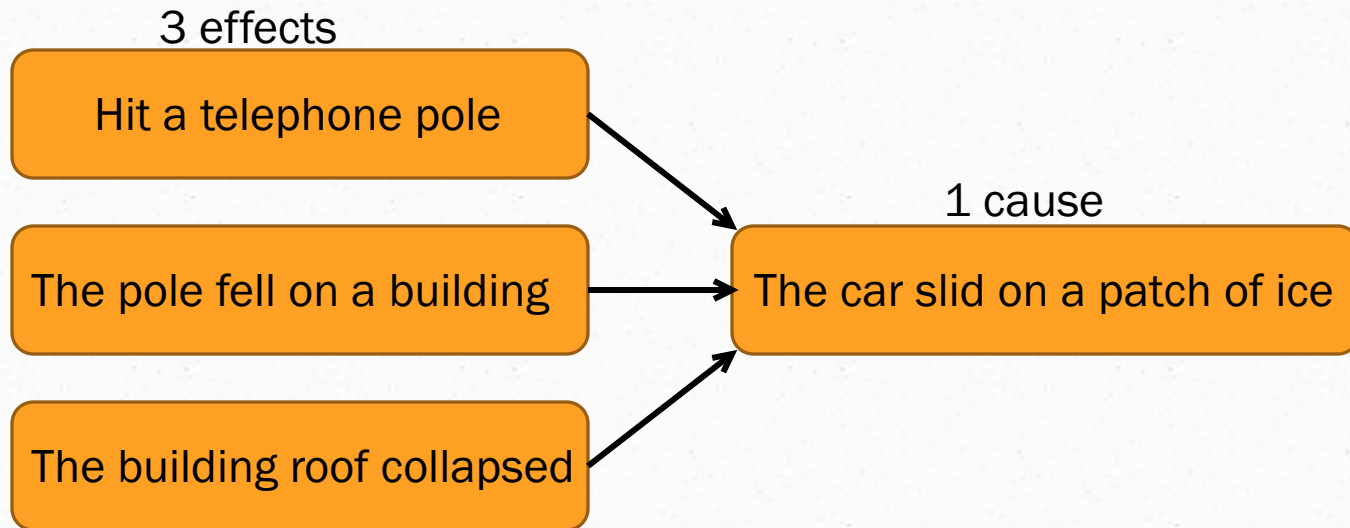 3 effects
Hit a telephone pole
The pole fell on a building
The building roof collapsed
1 cause
The car slid on a patch of ice